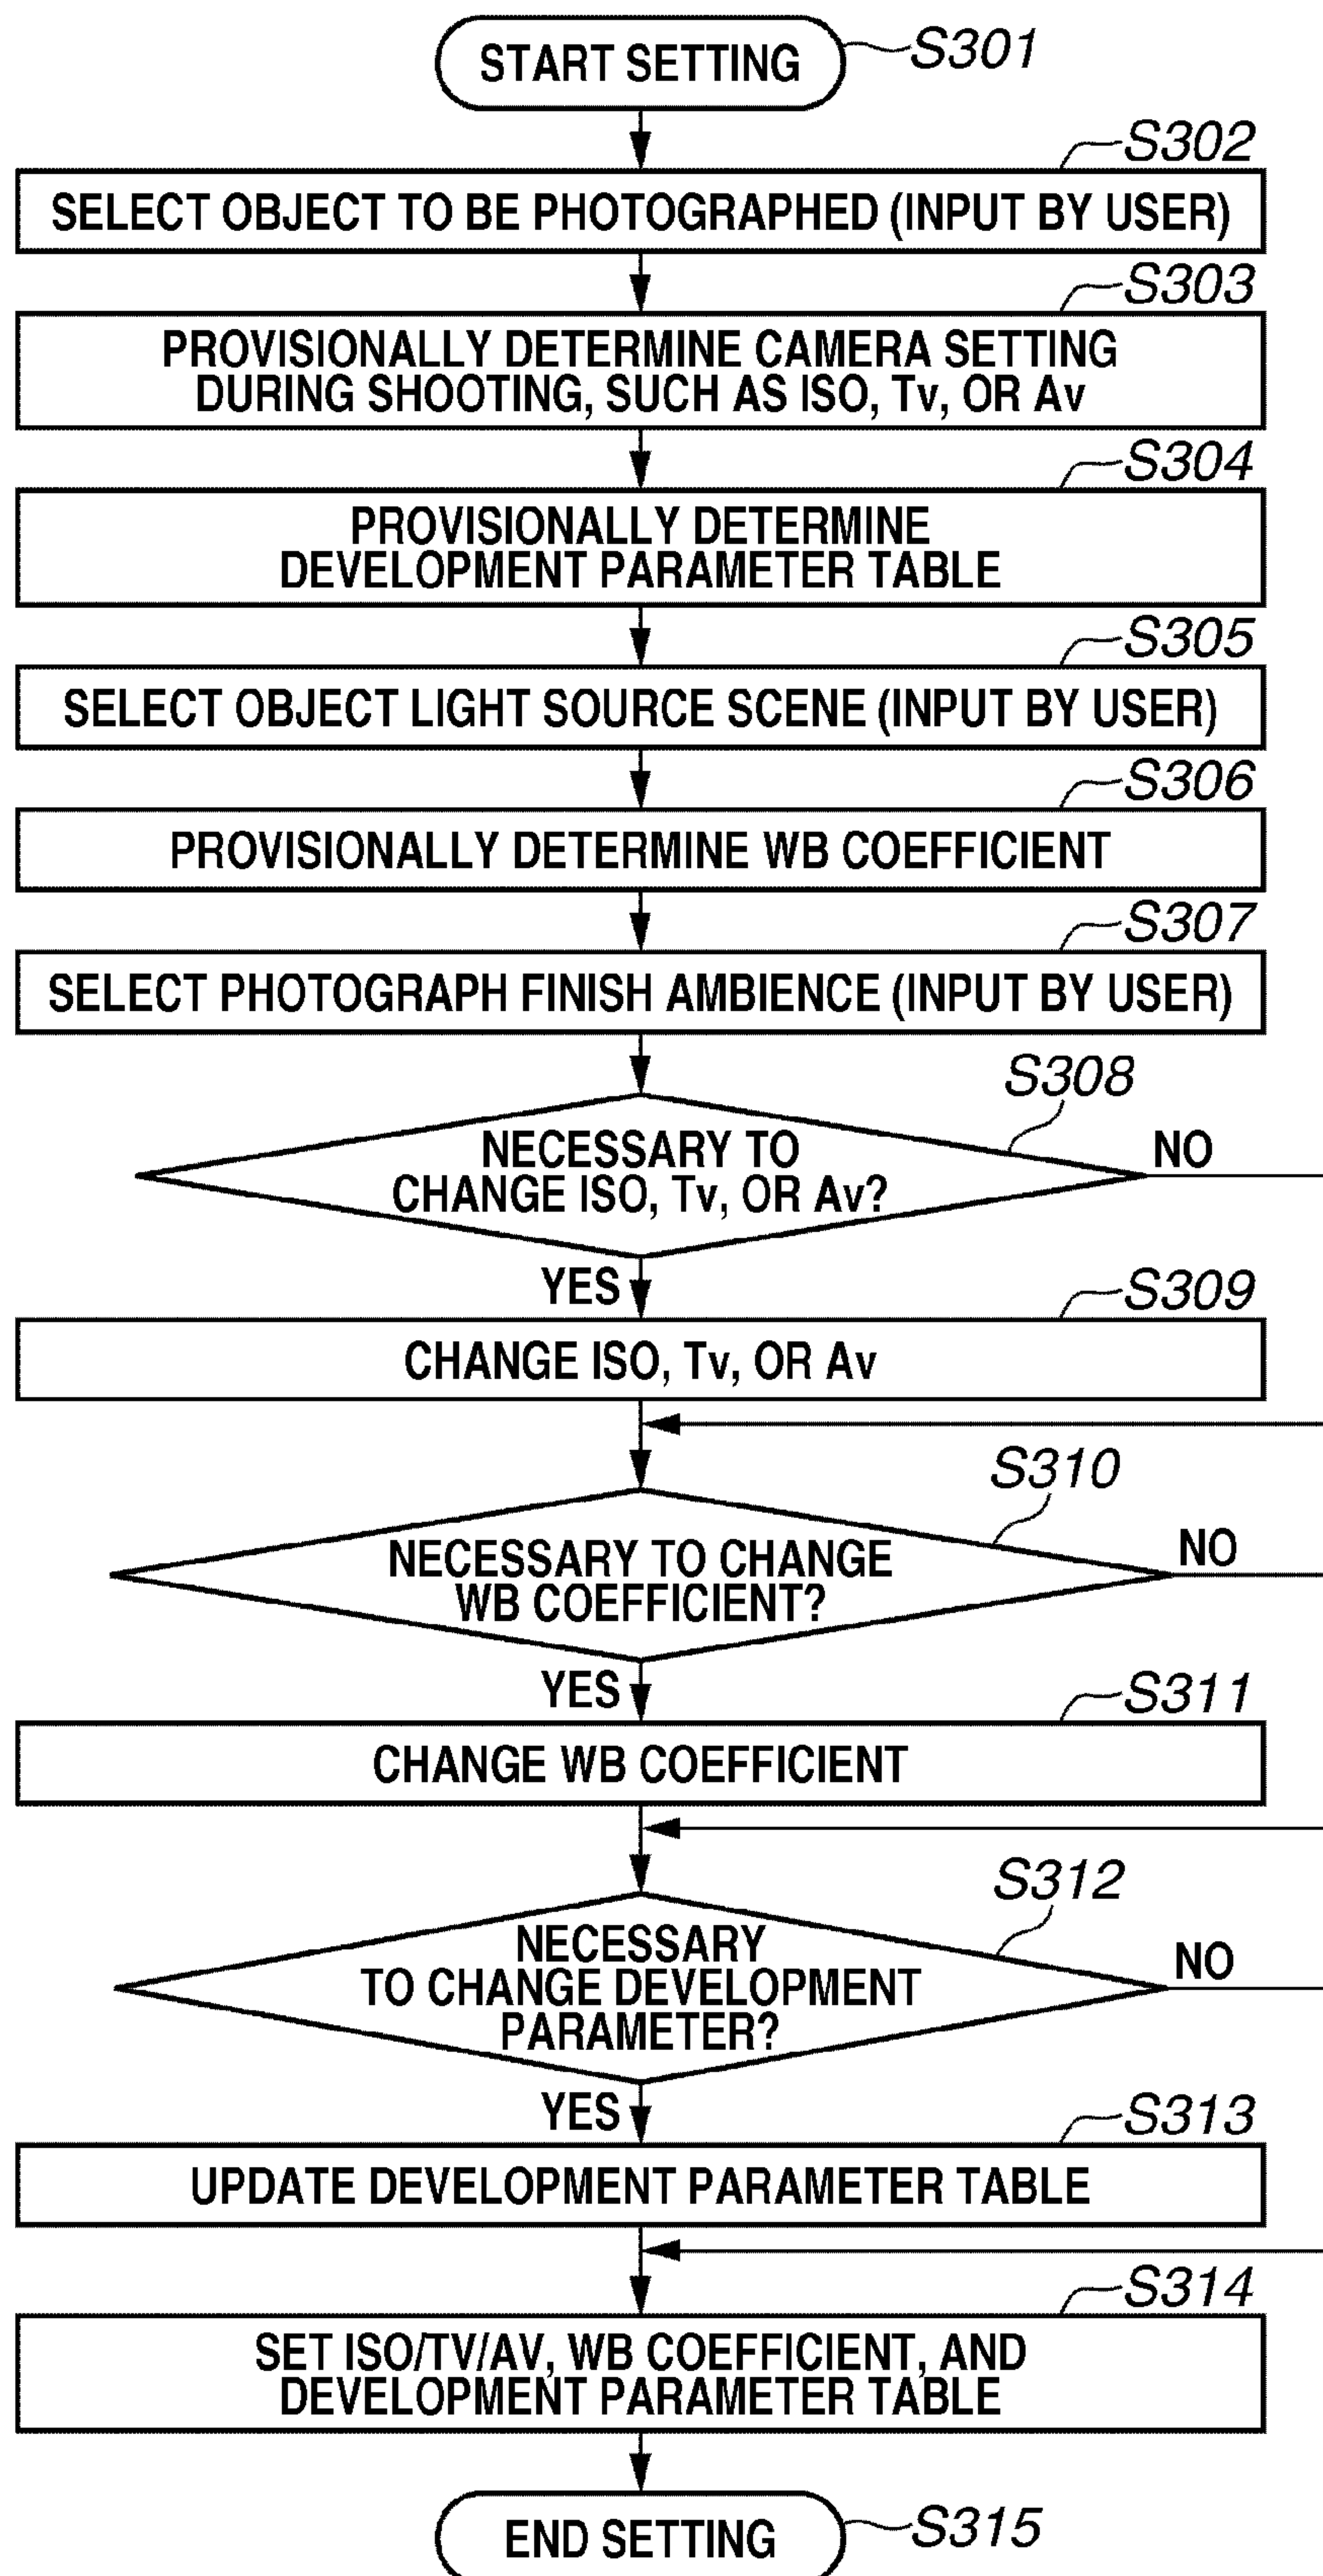 START SETTING
S301
S302
SELECT OBJECT TO BE PHOTOGRAPHED (INPUT BY USER)
S303
PROVISIONALLY DETERMINE CAMERA SETTING
DURING SHOOTING, SUCH AS ISO, Tv, OR Av
S304
PROVISIONALLY DETERMINE
DEVELOPMENT PARAMETER TABLE
S305
SELECT OBJECT LIGHT SOURCE SCENE (INPUT BY USER)
S306
PROVISIONALLY DETERMINE WB COEFFICIENT
S307
SELECT PHOTOGRAPH FINISH AMBIENCE (INPUT BY USER)
S308
NECESSARY TO
CHANGE ISO, Tv, OR Av?
NO
YES
S309
CHANGE ISO, Tv, OR Av
S310
NECESSARY TO CHANGE
WB COEFFICIENT?
NO
YES
S311
CHANGE WB COEFFICIENT
S312
NECESSARY
TO CHANGE DEVELOPMENT
PARAMETER?
NO
YES
S313
UPDATE DEVELOPMENT PARAMETER TABLE
S314
SET ISO/TV/AV, WB COEFFICIENT, AND
DEVELOPMENT PARAMETER TABLE
END SETTING
S315